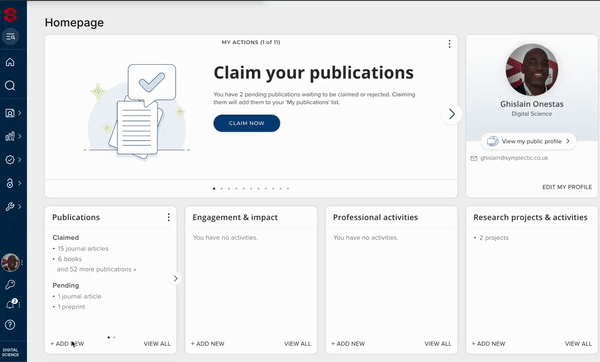 Homepage
MY ACTIONS (1 of 11)
Claim your publications
You have 2 pending publications waiting to be claimed or rejected. Claiming
them will add them to your 'My publications' list.
CLAIM NOW
Ghislain Onestas
Digital Science
View my public profile
ghislain@symplectic.co.uk
EDIT MY PROFILE
Publications
Claimed
• 15 journal articles
• 6 books
and 52 more publications »
Pending
• 1 journal article
• 1 preprint
+ ADD NEW
VIEW ALL
Engagement & impact
You have no activities.
+ ADD NEW
VIEW ALL
Professional activities
You have no activities.
+ ADD NEW
VIEW ALL
Research projects & activities
• 2 projects
+ ADD NEW
VIEW ALL
2
DIGITAL
SCIENCE